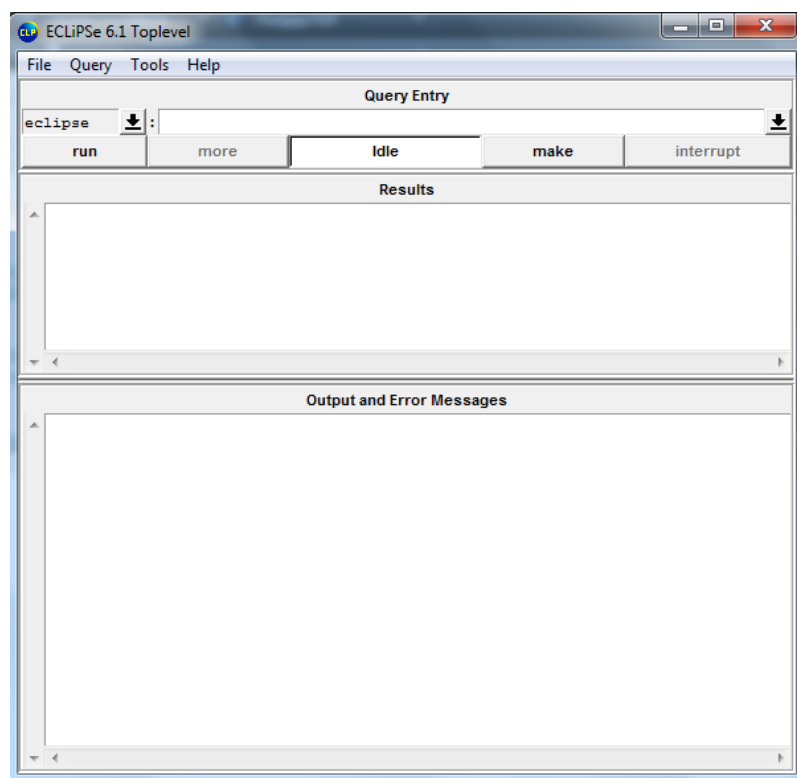 CLP ECLiPSe 6.1 Toplevel
File Query Tools Help
Query Entry
eclipse :
run more Idle make interrupt
Results
Output and Error Messages